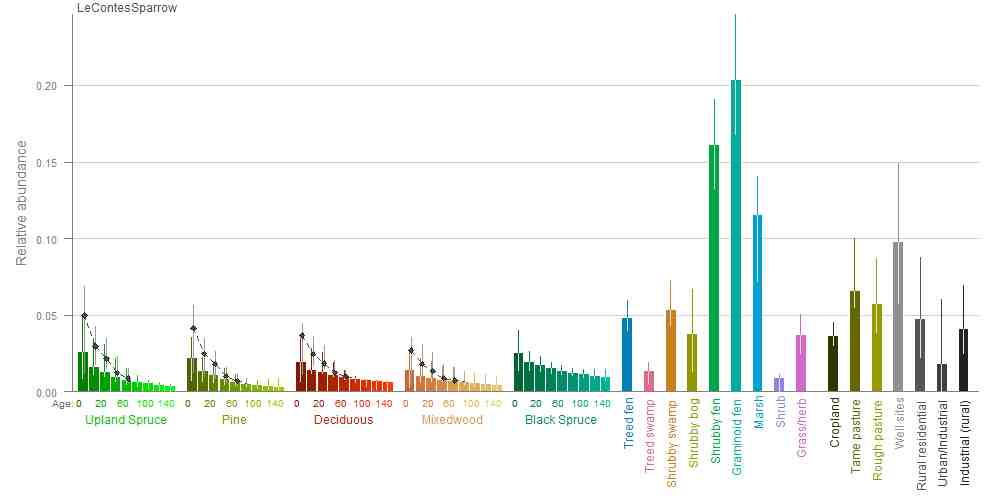 LeContesSparrow
Relative abundance
0.20
0.15
0.10
0.05
0.00
Age: 0 20 60 100 140 0 20 60 100 140 0 20 60 100 140 0 20 60 100 140 0 20 60 100 140
Upland Spruce Pine Deciduous Mixedwood Black Spruce
Treed fen
Treed swamp
Shrubby swamp
Shrubby bog
Shrubby fen
Graminoid fen
Marsh
Shrub
Grass/herb
Cropland
Tame pasture
Rough pasture
Well sites
Rural residential
Urban/Industrial
Industrial (rural)